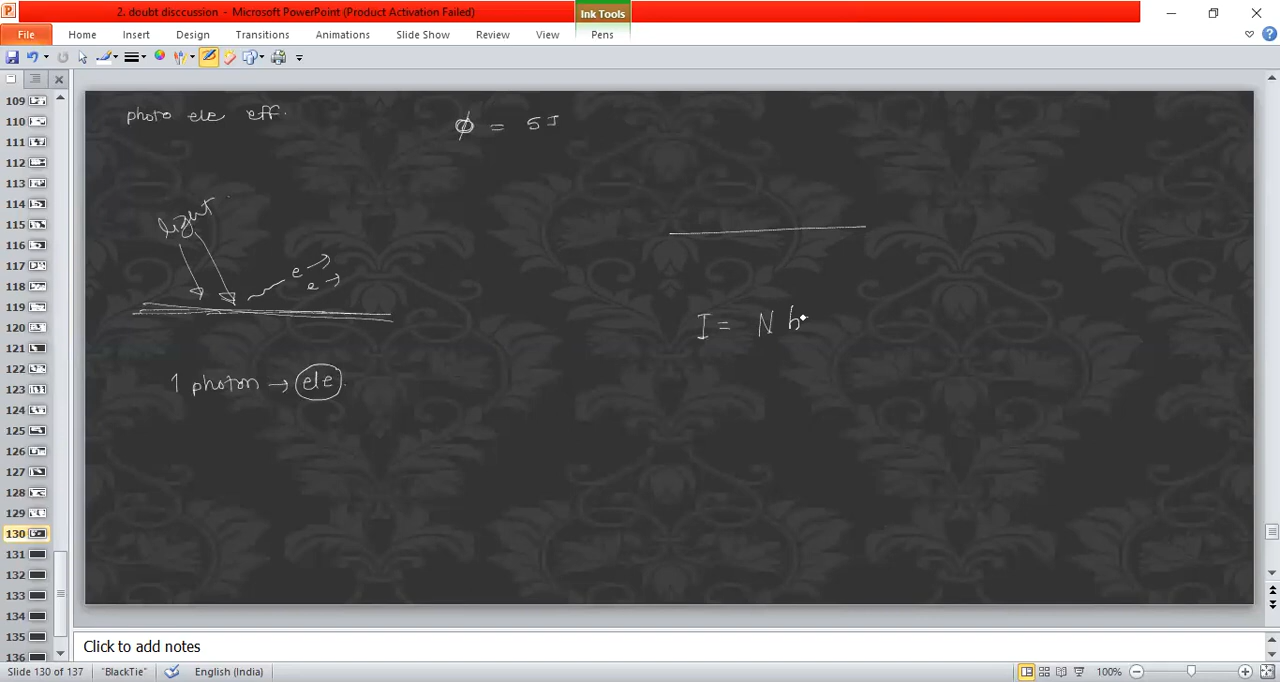 2. doubt disccussion - Microsoft PowerPoint (Product Activation Failed)
Ink Tools
File Home Insert Design Transitions Animations Slide Show Review View Pens
109
110
111
112
113
114
115
116
117
118
119
120
121
122
123
124
125
126
127
128
129
130
131
132
133
134
135
136
photo ele eff.
φ = 5J
light
e →
e →
I = N h
1 photon → ele
Click to add notes
Slide 130 of 137 "BlackTie" English (India) 100%